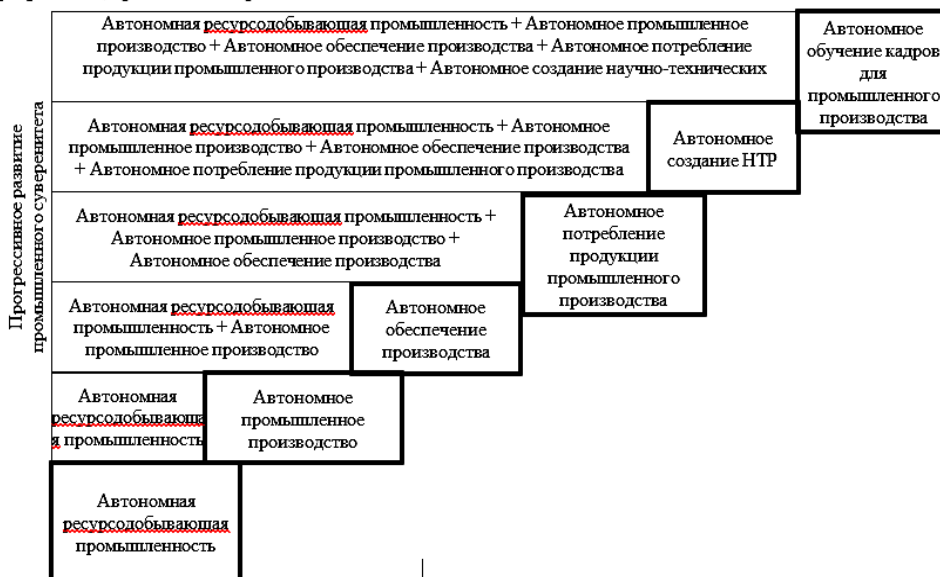 Прогрессивное развитие
промышленного суверенитета
Автономная ресурсодобывающая промышленность + Автономное промышленное
производство + Автономное обеспечение производства + Автономное потребление
продукции промышленного производства + Автономное создание научно-технических
Автономное
обучение кадров
для
промышленного
производства
Автономная ресурсодобывающая промышленность + Автономное
промышленное производство + Автономное обеспечение производства
+ Автономное потребление продукции промышленного производства
Автономное
создание НТР
Автономная ресурсодобывающая промышленность +
Автономное промышленное производство +
Автономное обеспечение производства
Автономное
потребление
продукции
промышленного
производства
Автономная ресурсодобывающая
промышленность + Автономное
промышленное производство
Автономное
обеспечение
производства
Автономная
ресурсодобывающа
я промышленность
Автономное
промышленное
производство
Автономная
ресурсодобывающая
промышленность